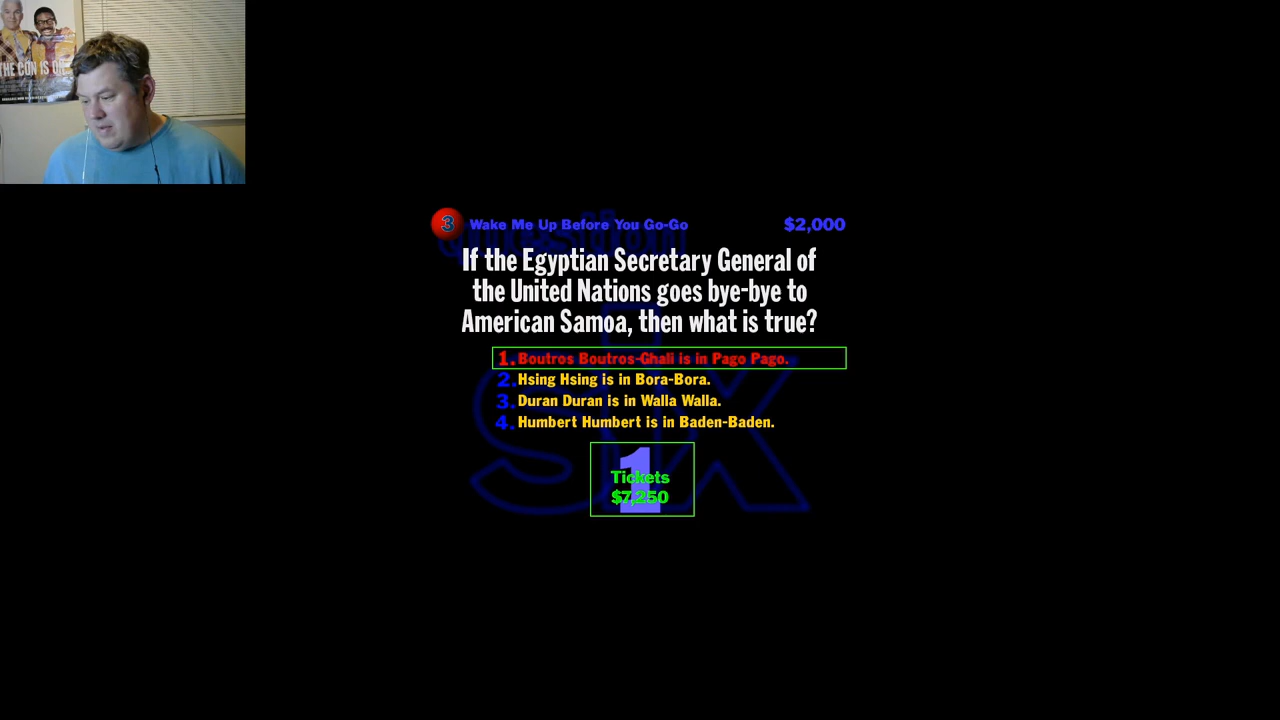 THE CON IS ON
3 Wake Me Up Before You Go-Go $2,000
If the Egyptian Secretary General of
the United Nations goes bye-bye to
American Samoa, then what is true?
1. Boutros Boutros-Ghali is in Pago Pago.
2. Hsing Hsing is in Bora-Bora.
3. Duran Duran is in Walla Walla.
4. Humbert Humbert is in Baden-Baden.
1
Tickets
$7,250
six